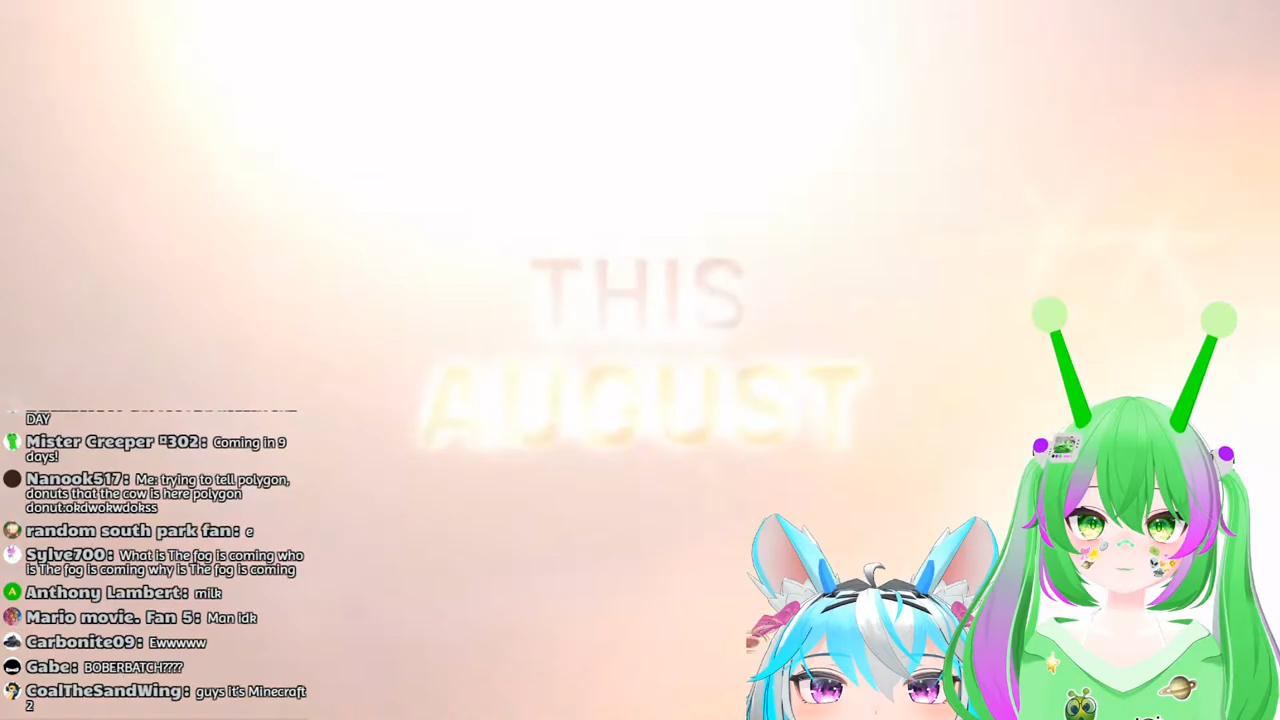 THIS
AUGUST
DAY
Mister Creeper 302: Coming in 9
days!
Nanook517: Me: trying to tell polygon,
donuts that the cow is here polygon
donut:okdwokwdokss
random south park fan: e
Sylve700: What is The fog is coming who
is The fog is coming why is The fog is coming
Anthony Lambert: milk
Mario movie. Fan 5: Man idk
Carbonite09: Ewwwww
Gabe: BOBERBATCH????
CoalTheSandWing: guys it's Minecraft
2